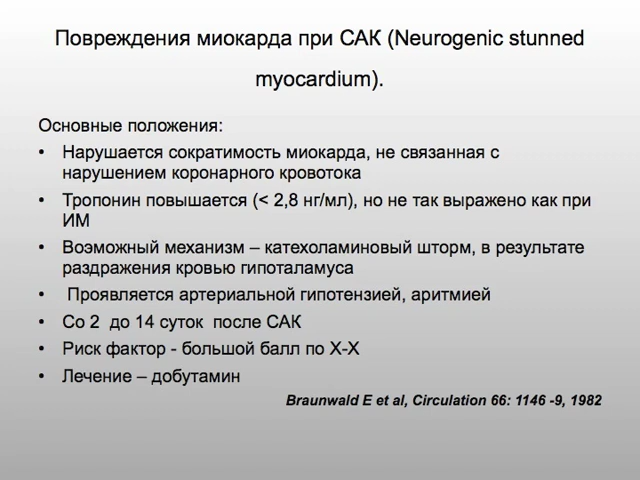 Повреждения миокарда при САК (Neurogenic stunned
myocardium).
Основные положения:
• Нарушается сократимость миокарда, не связанная с
нарушением коронарного кровотока
• Тропонин повышается (< 2,8 нг/мл), но не так выражено как при
ИМ
• Возможный механизм – катехоламиновый шторм, в результате
раздражения кровью гипоталамуса
• Проявляется артериальной гипотензией, аритмией
• Со 2 до 14 суток после САК
• Риск фактор - большой балл по Х-Х
• Лечение – добутамин
Braunwald E et al, Circulation 66: 1146 -9, 1982